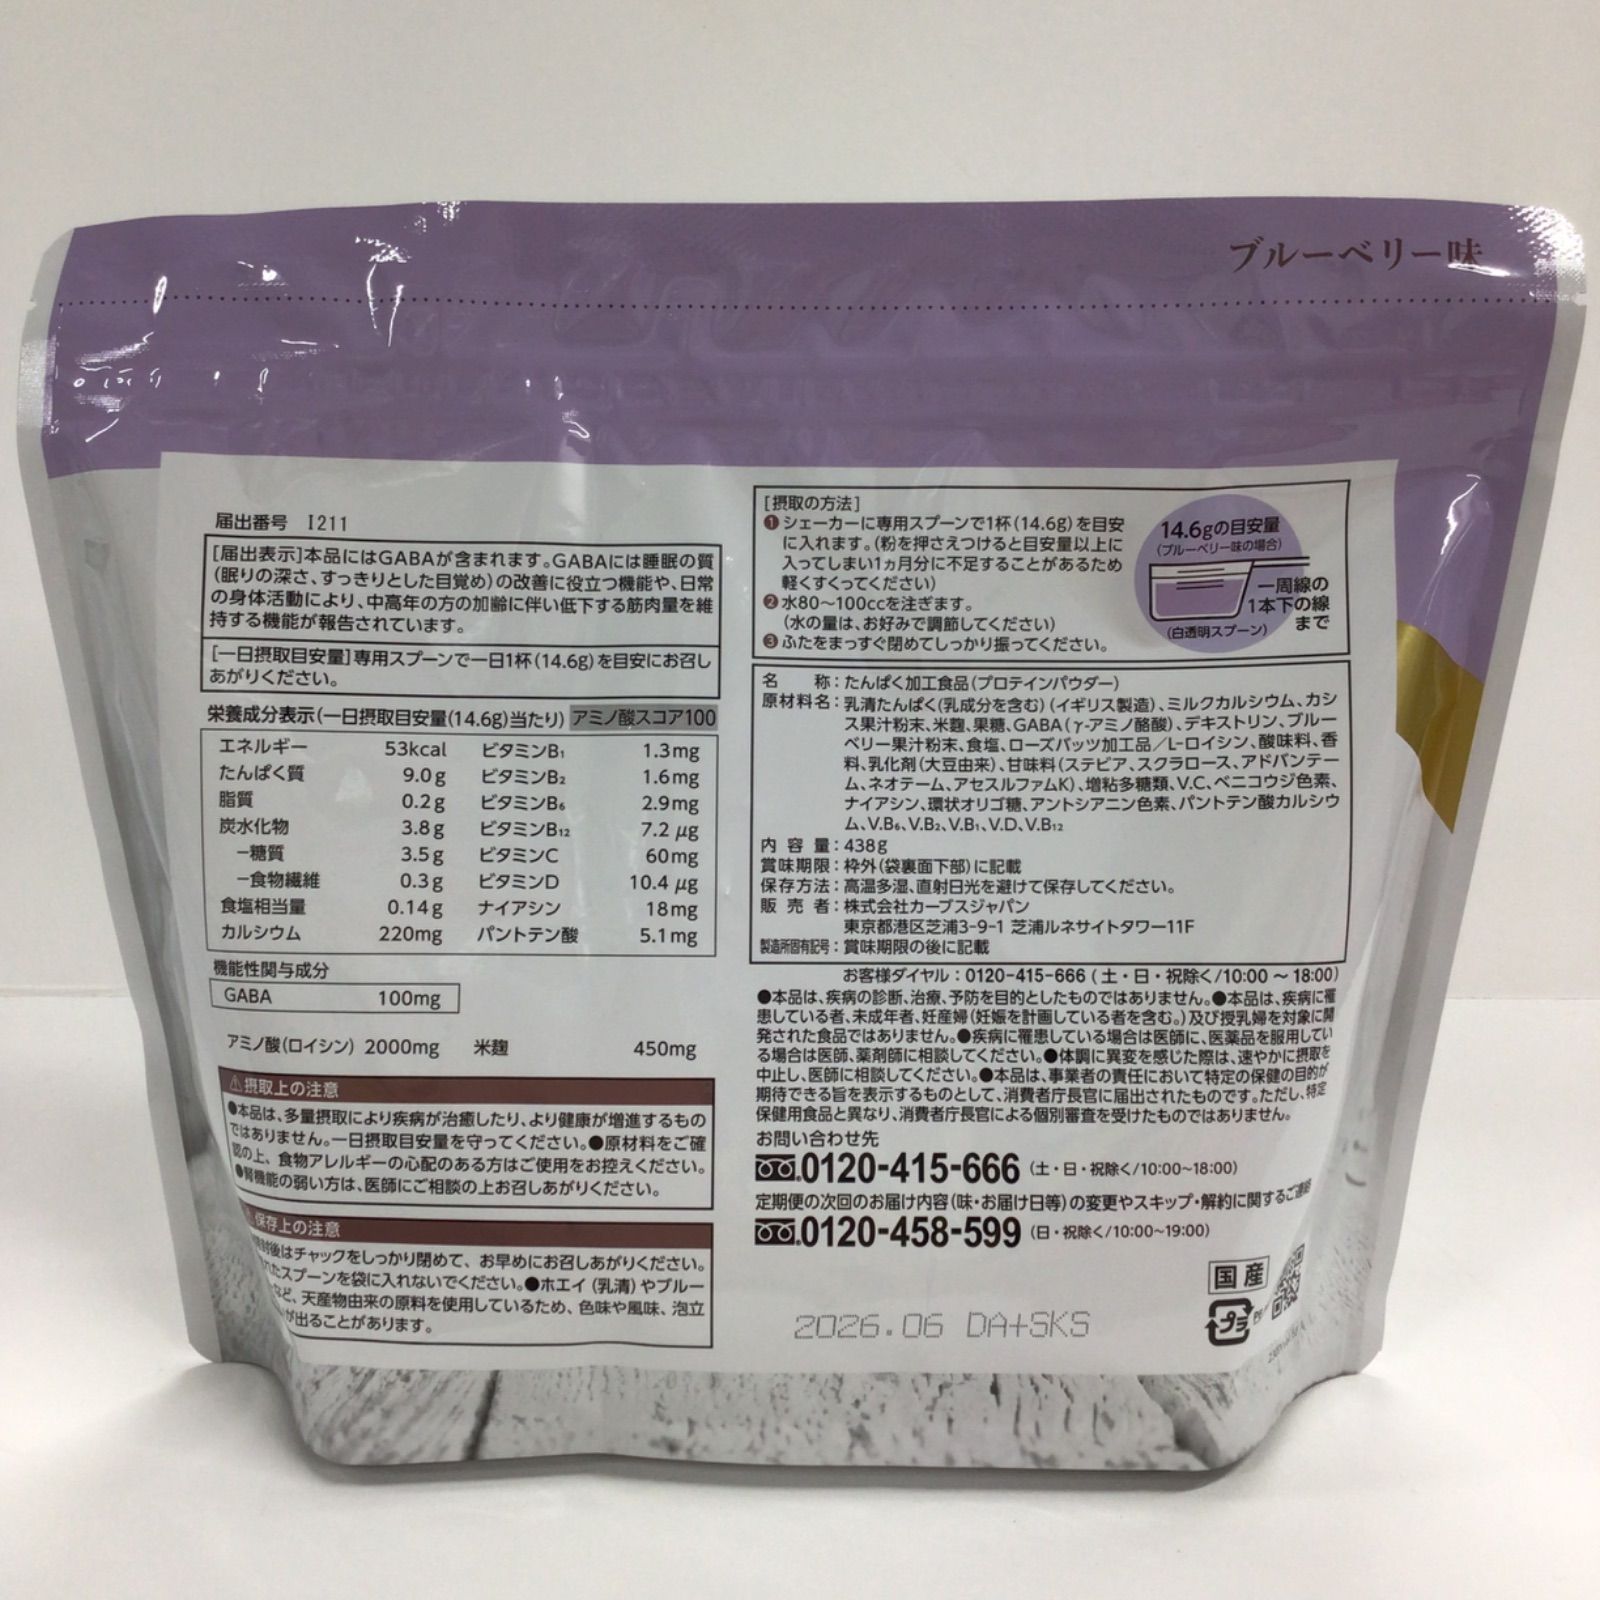 ブルーベリー味
届出番号 I211
[届出表示]本品にはGABAが含まれます。GABAには睡眠の質
(眠りの深さ、すっきりとした目覚め)の改善に役立つ機能や、日常
の身体活動により、中高年の方の加齢に伴い低下する筋肉量を維
持する機能が報告されています。
[一日摂取目安量]専用スプーンで一日1杯(14.6g)を目安にお召し
あがりください。
栄養成分表示(一日摂取目安量(14.6g)当たり) アミノ酸スコア100
エネルギー 53kcal ビタミンB1 1.3mg
たんぱく質 9.0g ビタミンB2 1.6mg
脂質 0.2g ビタミンB6 2.9mg
炭水化物 3.8g ビタミンB12 7.2μg
−糖質 3.5g ビタミンC 60mg
−食物繊維 0.3g ビタミンD 10.4μg
食塩相当量 0.14g ナイアシン 18mg
カルシウム 220mg パントテン酸 5.1mg
機能性関与成分
GABA 100mg
アミノ酸(ロイシン) 2000mg 米麹 450mg
⚠摂取上の注意
●本品は、多量摂取により疾病が治癒したり、より健康が増進するもの
ではありません。一日摂取目安量を守ってください。●原材料をご確
認の上、食物アレルギーの心配のある方はご使用をお控えください。
●腎機能の弱い方は、医師にご相談の上お召しあがりください。
保存上の注意
後はチャックをしっかり閉めて、お早めにお召しあがりください。
たスプーンを袋に入れないでください。●ホエイ(乳清)やブルー
など、天産物由来の原料を使用しているため、色味や風味、泡立
が出ることがあります。
[摂取の方法]
❶シェーカーに専用スプーンで1杯(14.6g)を目安
に入れます。(粉を押さえつけると目安量以上に
入ってしまい1ヵ月分に不足することがあるため
軽くすくってください)
❷水80〜100ccを注ぎます。
(水の量は、お好みで調節してください)
❸ふたをまっすぐ閉めてしっかり振ってください。
14.6gの目安量
(ブルーベリー味の場合)
一周線の
1本下の線
まで
(白透明スプーン)
名 称:たんぱく加工食品(プロテインパウダー)
原材料名:乳清たんぱく(乳成分を含む)(イギリス製造)、ミルクカルシウム、カシ
ス果汁粉末、米麹、果糖、GABA(γ-アミノ酪酸)、デキストリン、ブルー
ベリー果汁粉末、食塩、ローズバッツ加工品/L-ロイシン、酸味料、香
料、乳化剤(大豆由来)、甘味料(ステビア、スクラロース、アドバンテー
ム、ネオテーム、アセスルファムK)、増粘多糖類、V.C、ベニコウジ色素、
ナイアシン、環状オリゴ糖、アントシアニン色素、パントテン酸カルシウ
ム、V.B6、V.B2、V.B1、V.D、V.B12
内 容 量:438g
賞味期限:枠外(袋裏面下部)に記載
保存方法:高温多湿、直射日光を避けて保存してください。
販 売 者:株式会社カーブスジャパン
東京都港区芝浦3-9-1 芝浦ルネサイトタワー11F
製造所固有記号:賞味期限の後に記載
お客様ダイヤル:0120-415-666(土・日・祝除く/10:00〜18:00)
●本品は、疾病の診断、治療、予防を目的としたものではありません。●本品は、疾病に罹
患している者、未成年者、妊産婦(妊娠を計画している者を含む。)及び授乳婦を対象に開
発された食品ではありません。●疾病に罹患している場合は医師に、医薬品を服用してい
る場合は医師、薬剤師に相談してください。●体調に異変を感じた際は、速やかに摂取を
中止し、医師に相談してください。●本品は、事業者の責任において特定の保健の目的が
期待できる旨を表示するものとして、消費者庁長官に届出されたものです。ただし、特定
保健用食品と異なり、消費者庁長官による個別審査を受けたものではありません。
お問い合わせ先
0120-415-666(土・日・祝除く/10:00~18:00)
定期便の次回のお届け内容(味・お届け日等)の変更やスキップ・解約に関するご連絡
0120-458-599(日・祝除く/10:00~19:00)
国産
プラ
2026.06 DA+SKS